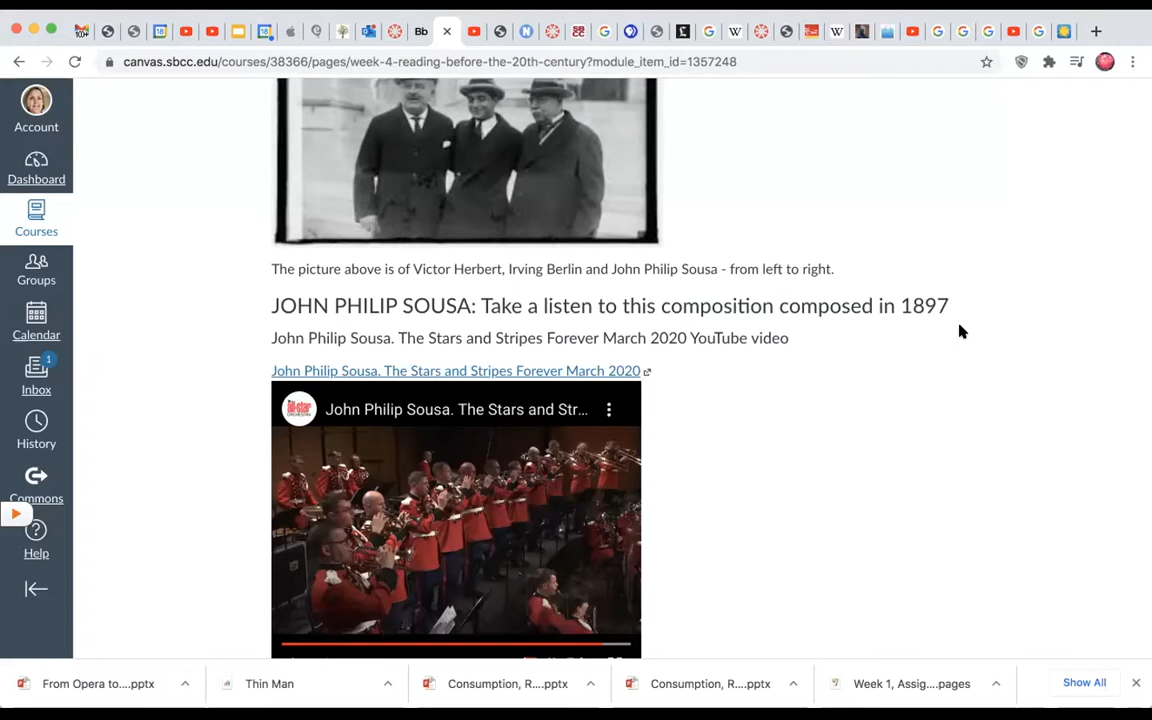 100+
18
Bb
W
W
canvas.sbcc.edu/courses/38366/pages/week-4-reading-before-the-20th-century?module_item_id=1357248
Account
Dashboard
Courses
Groups
Calendar
1
Inbox
History
Commons
Help
The picture above is of Victor Herbert, Irving Berlin and John Philip Sousa - from left to right.
JOHN PHILIP SOUSA: Take a listen to this composition composed in 1897
John Philip Sousa. The Stars and Stripes Forever March 2020 YouTube video
John Philip Sousa. The Stars and Stripes Forever March 2020
John Philip Sousa. The Stars and Str...
From Opera to....pptx
Thin Man
Consumption, R....pptx
Consumption, R....pptx
Week 1, Assig....pages
Show All